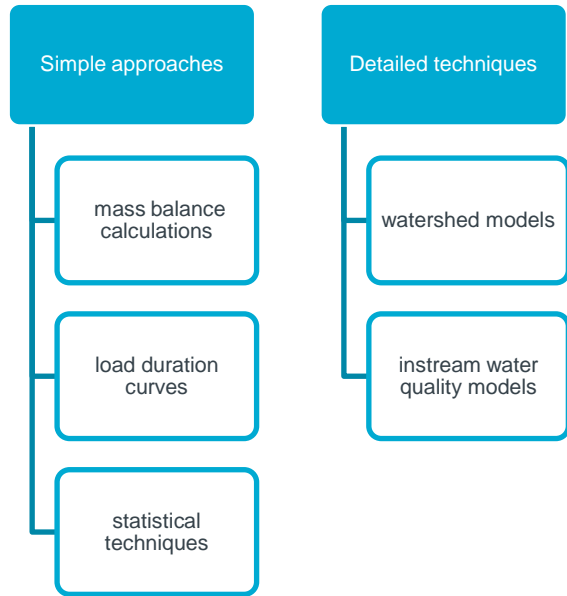 Simple approaches
mass balance
calculations
load duration
curves
statistical
techniques
Detailed techniques
watershed models
instream water
quality models